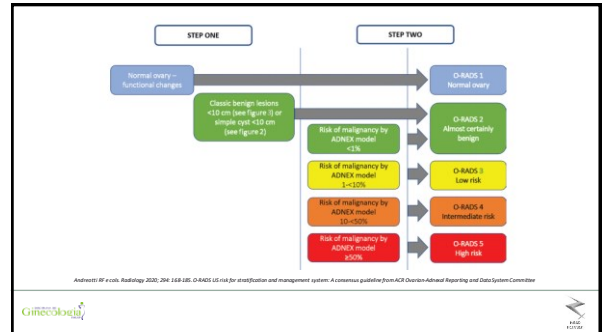 STEP ONE
STEP TWO
Normal ovary –
functional changes
O-RADS 1
Normal ovary
Classic benign lesions
<10 cm (see figure 3) or
simple cyst <10 cm
(see figure 2)
O-RADS 2
Almost certainly
benign
Risk of malignancy by
ADNEX model
<1%
Risk of malignancy by
ADNEX model
1-<10%
O-RADS 3
Low risk
Risk of malignancy by
ADNEX model
10-<50%
O-RADS 4
Intermediate risk
Risk of malignancy by
ADNEX model
≥50%
O-RADS 5
High risk
Andreotti RF e cols. Radiology 2020; 294: 168-185. O-RADS US risk for stratification and management system: A consensus guideline from ACR Ovarian-Adnexal Reporting and Data System Committee
Ginecologia